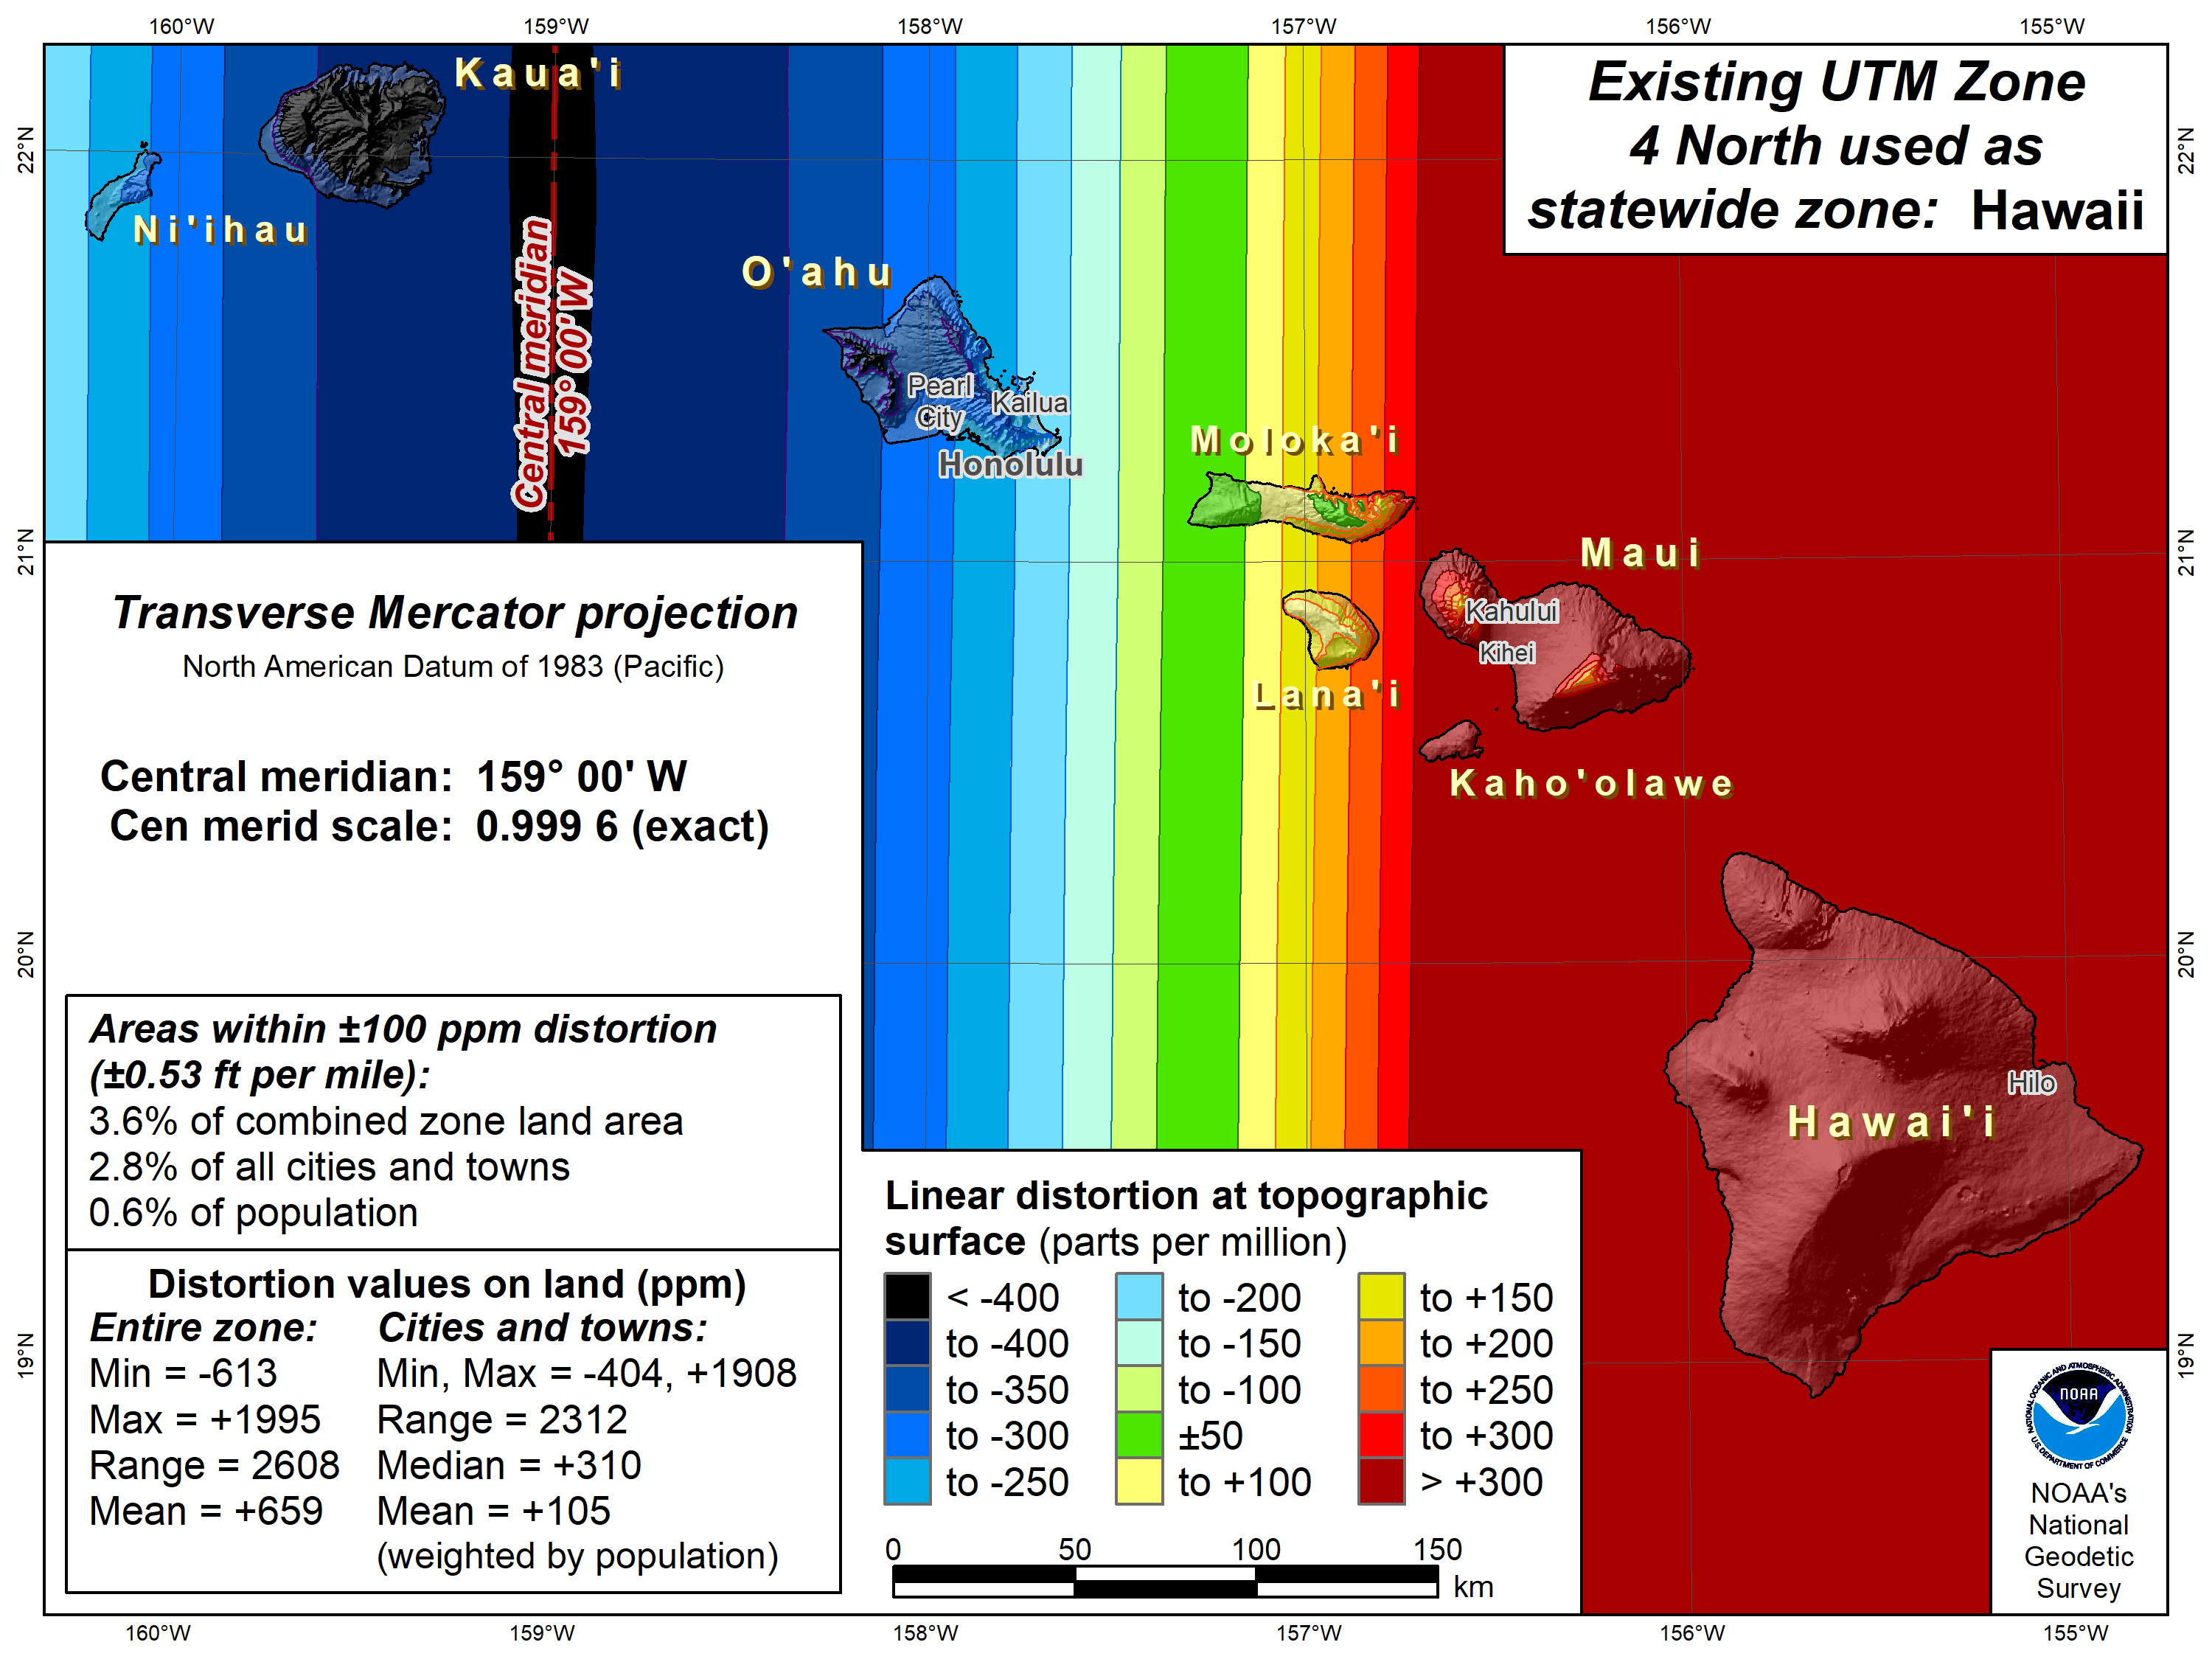 160°W 159°W 158°W 157°W 156°W 155°W
Existing UTM Zone
4 North used as
statewide zone: Hawaii
22°N
22°N
21°N
21°N
20°N
20°N
19°N
19°N
Kaua'i
Ni'ihau
Central meridian
159° 00' W
O'ahu
Pearl
City
Kailua
Honolulu
Moloka'i
Lana'i
Maui
Kahului
Kihei
Kaho'olawe
Hawai'i
Hilo
Transverse Mercator projection
North American Datum of 1983 (Pacific)
Central meridian: 159° 00' W
Cen merid scale: 0.999 6 (exact)
Areas within ±100 ppm distortion
(±0.53 ft per mile):
3.6% of combined zone land area
2.8% of all cities and towns
0.6% of population
Distortion values on land (ppm)
Entire zone: Cities and towns:
Min = -613 Min, Max = -404, +1908
Max = +1995 Range = 2312
Range = 2608 Median = +310
Mean = +659 Mean = +105
(weighted by population)
Linear distortion at topographic
surface (parts per million)
< -400 to -200 to +150
to -400 to -150 to +200
to -350 to -100 to +250
to -300 ±50 to +300
to -250 to +100 > +300
0 50 100 150
km
NATIONAL OCEANIC AND ATMOSPHERIC ADMINISTRATION
NOAA
U.S. DEPARTMENT OF COMMERCE
NOAA's
National
Geodetic
Survey
160°W 159°W 158°W 157°W 156°W 155°W